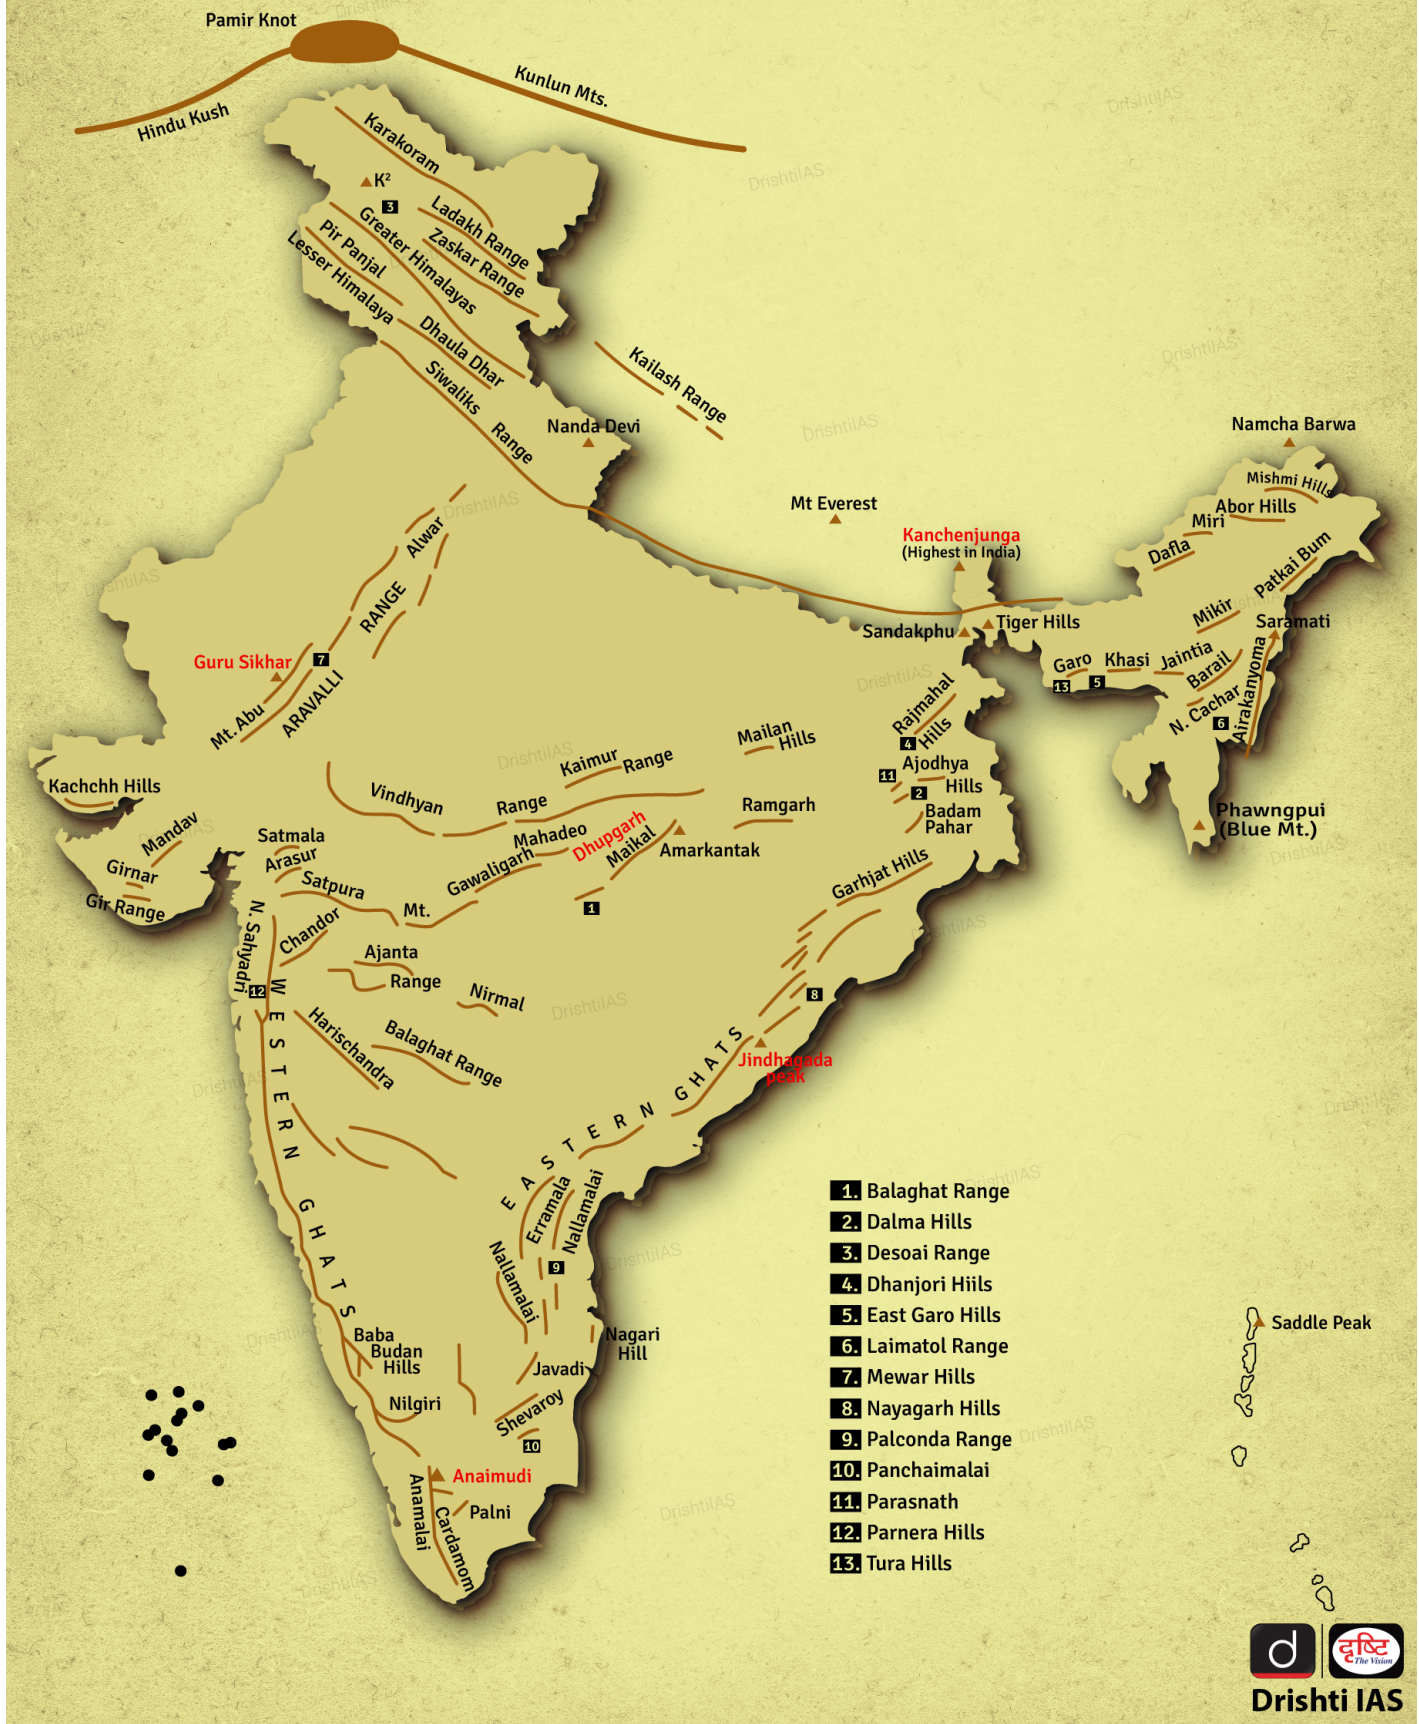 Pamir Knot
Hindu Kush
Kunlun Mts.
Karakoram
K²
3
Ladakh Range
Zaskar Range
Greater Himalayas
Pir Panjal
Lesser Himalaya
Dhaula Dhar
Siwaliks
Range
Kailash Range
Nanda Devi
Mt Everest
Kanchenjunga
(Highest in India)
Sandakphu
Tiger Hills
Namcha Barwa
Mishmi Hills
Abor Hills
Miri
Dafla
Patkai Bum
Mikir
Saramati
Garo
Khasi
Jaintia
Barail
N. Cachar
Airakanyoma
13
5
6
Phawngpui
(Blue Mt.)
Alwar
RANGE
ARAVALLI
7
Guru Sikhar
Mt. Abu
Rajmahal
Hills
4
11
Ajodhya
Hills
2
Badam
Pahar
Mailan
Hills
Kaimur
Range
Vindhyan
Range
Ramgarh
Kachchh Hills
Mandav
Girnar
Gir Range
Satmala
Arasur
Satpura
Mt.
Gawaligarh
Mahadeo
Dhupgarh
Maikal
Amarkantak
1
Garhjat Hills
N. Sahyadri
Chandor
12
Ajanta
Range
Nirmal
Harischandra
Balaghat Range
8
Jindhagada
peak
WESTERN GHATS
EASTERN GHATS
Erramala
Nallamalai
Nallamalai
9
Nagari
Hill
Baba
Budan
Hills
Javadi
Nilgiri
Shevaroy
10
Anaimudi
Anamalai
Cardamom
Palni
1. Balaghat Range
2. Dalma Hills
3. Desoai Range
4. Dhanjori Hiils
5. East Garo Hills
6. Laimatol Range
7. Mewar Hills
8. Nayagarh Hills
9. Palconda Range
10. Panchaimalai
11. Parasnath
12. Parnera Hills
13. Tura Hills
Saddle Peak
d
दृष्टि
The Vision
Drishti IAS
DrishtiIAS